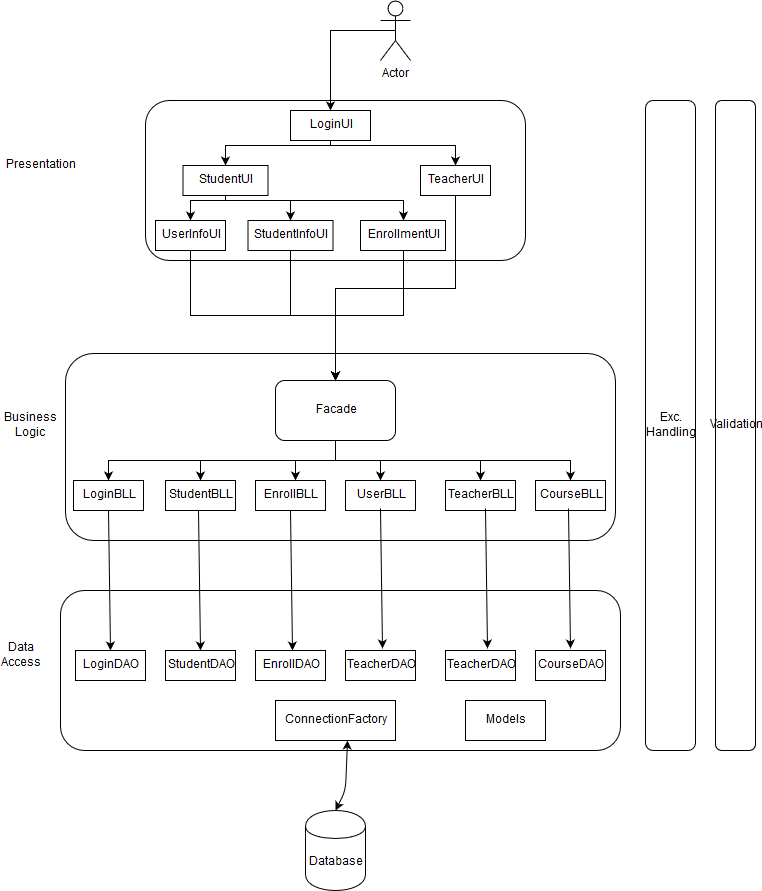 Actor
LoginUI
Presentation
StudentUI
TeacherUI
UserInfoUI
StudentInfoUI
EnrollmentUI
Facade
Business
Logic
Exc.
Handling
Validation
LoginBLL
StudentBLL
EnrollBLL
UserBLL
TeacherBLL
CourseBLL
Data
Access
LoginDAO
StudentDAO
EnrollDAO
TeacherDAO
TeacherDAO
CourseDAO
ConnectionFactory
Models
Database